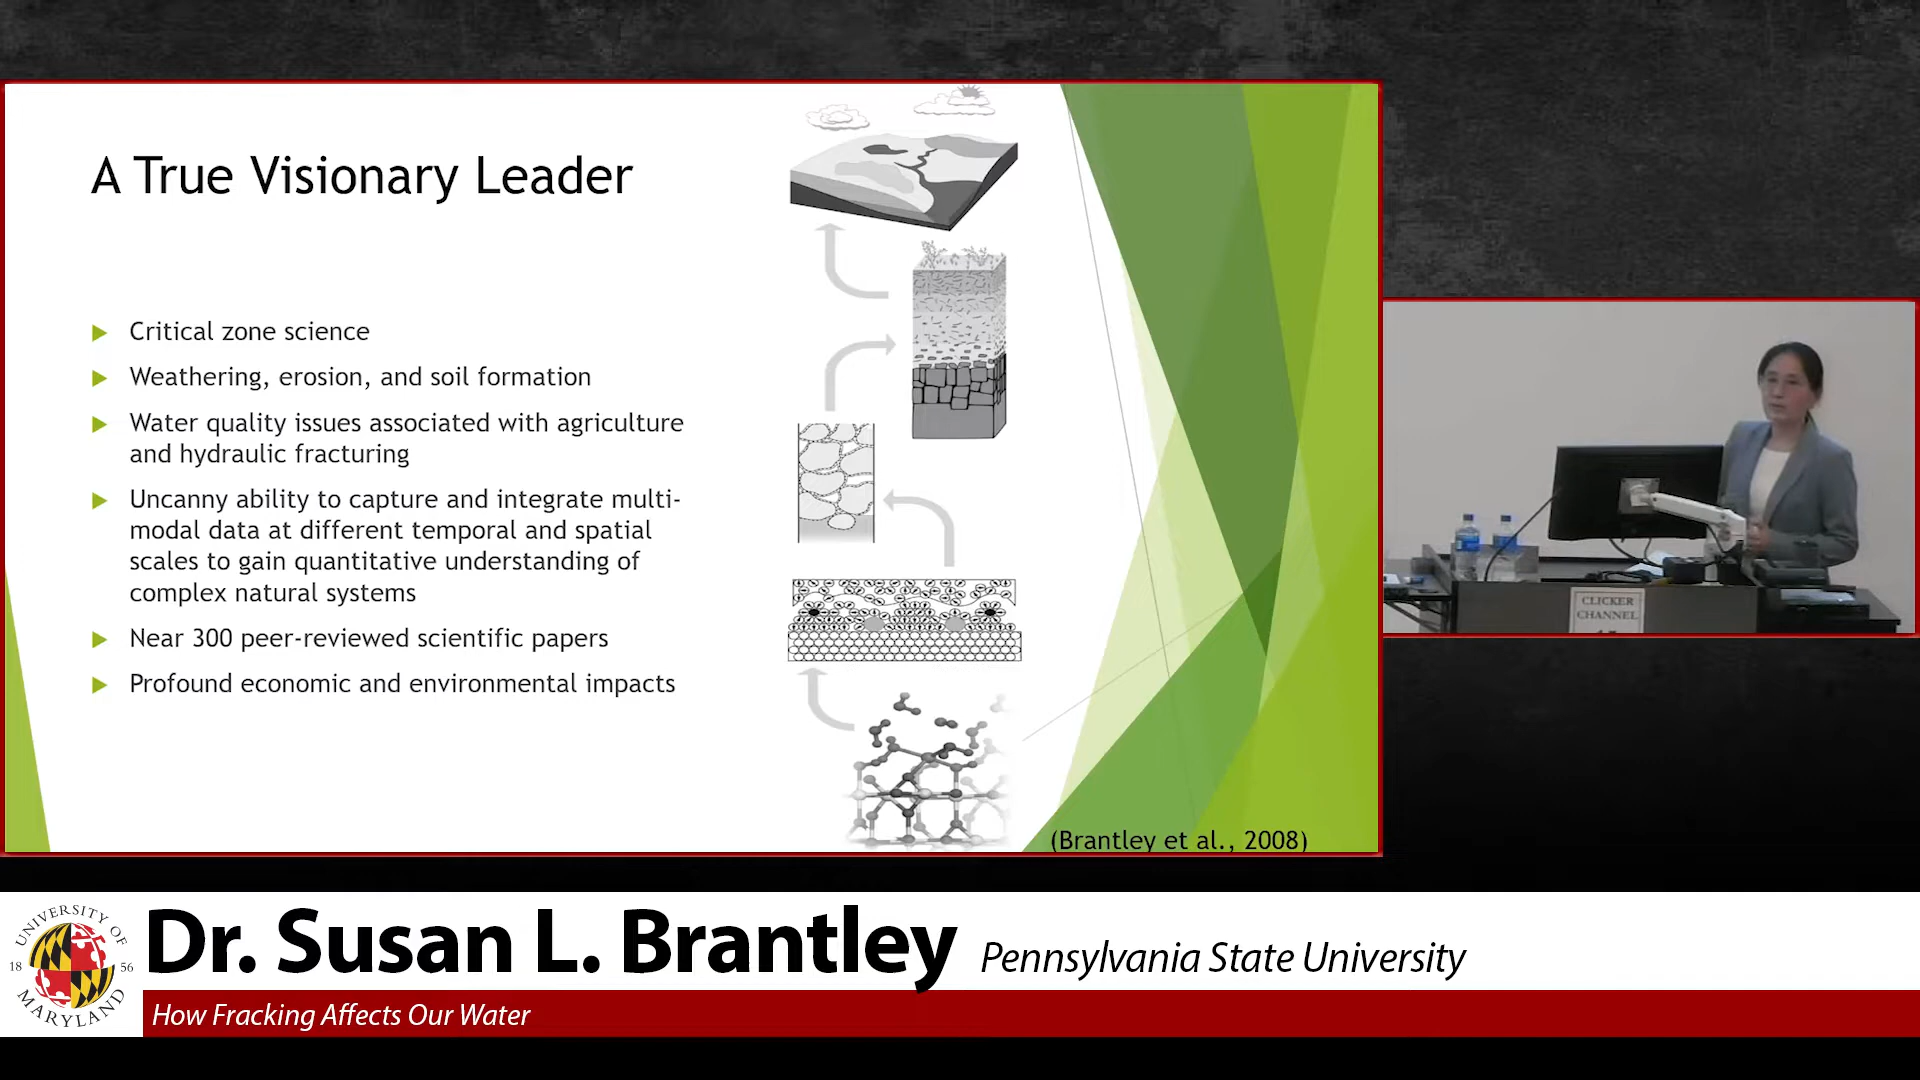 A True Visionary Leader
Critical zone science
Weathering, erosion, and soil formation
Water quality issues associated with agriculture
and hydraulic fracturing
Uncanny ability to capture and integrate multi-
modal data at different temporal and spatial
scales to gain quantitative understanding of
complex natural systems
Near 300 peer-reviewed scientific papers
Profound economic and environmental impacts
(Brantley et al., 2008)
CLICKER
CHANNEL
UNIVERSITY OF
18 56
MARYLAND
Dr. Susan L. Brantley Pennsylvania State University
How Fracking Affects Our Water